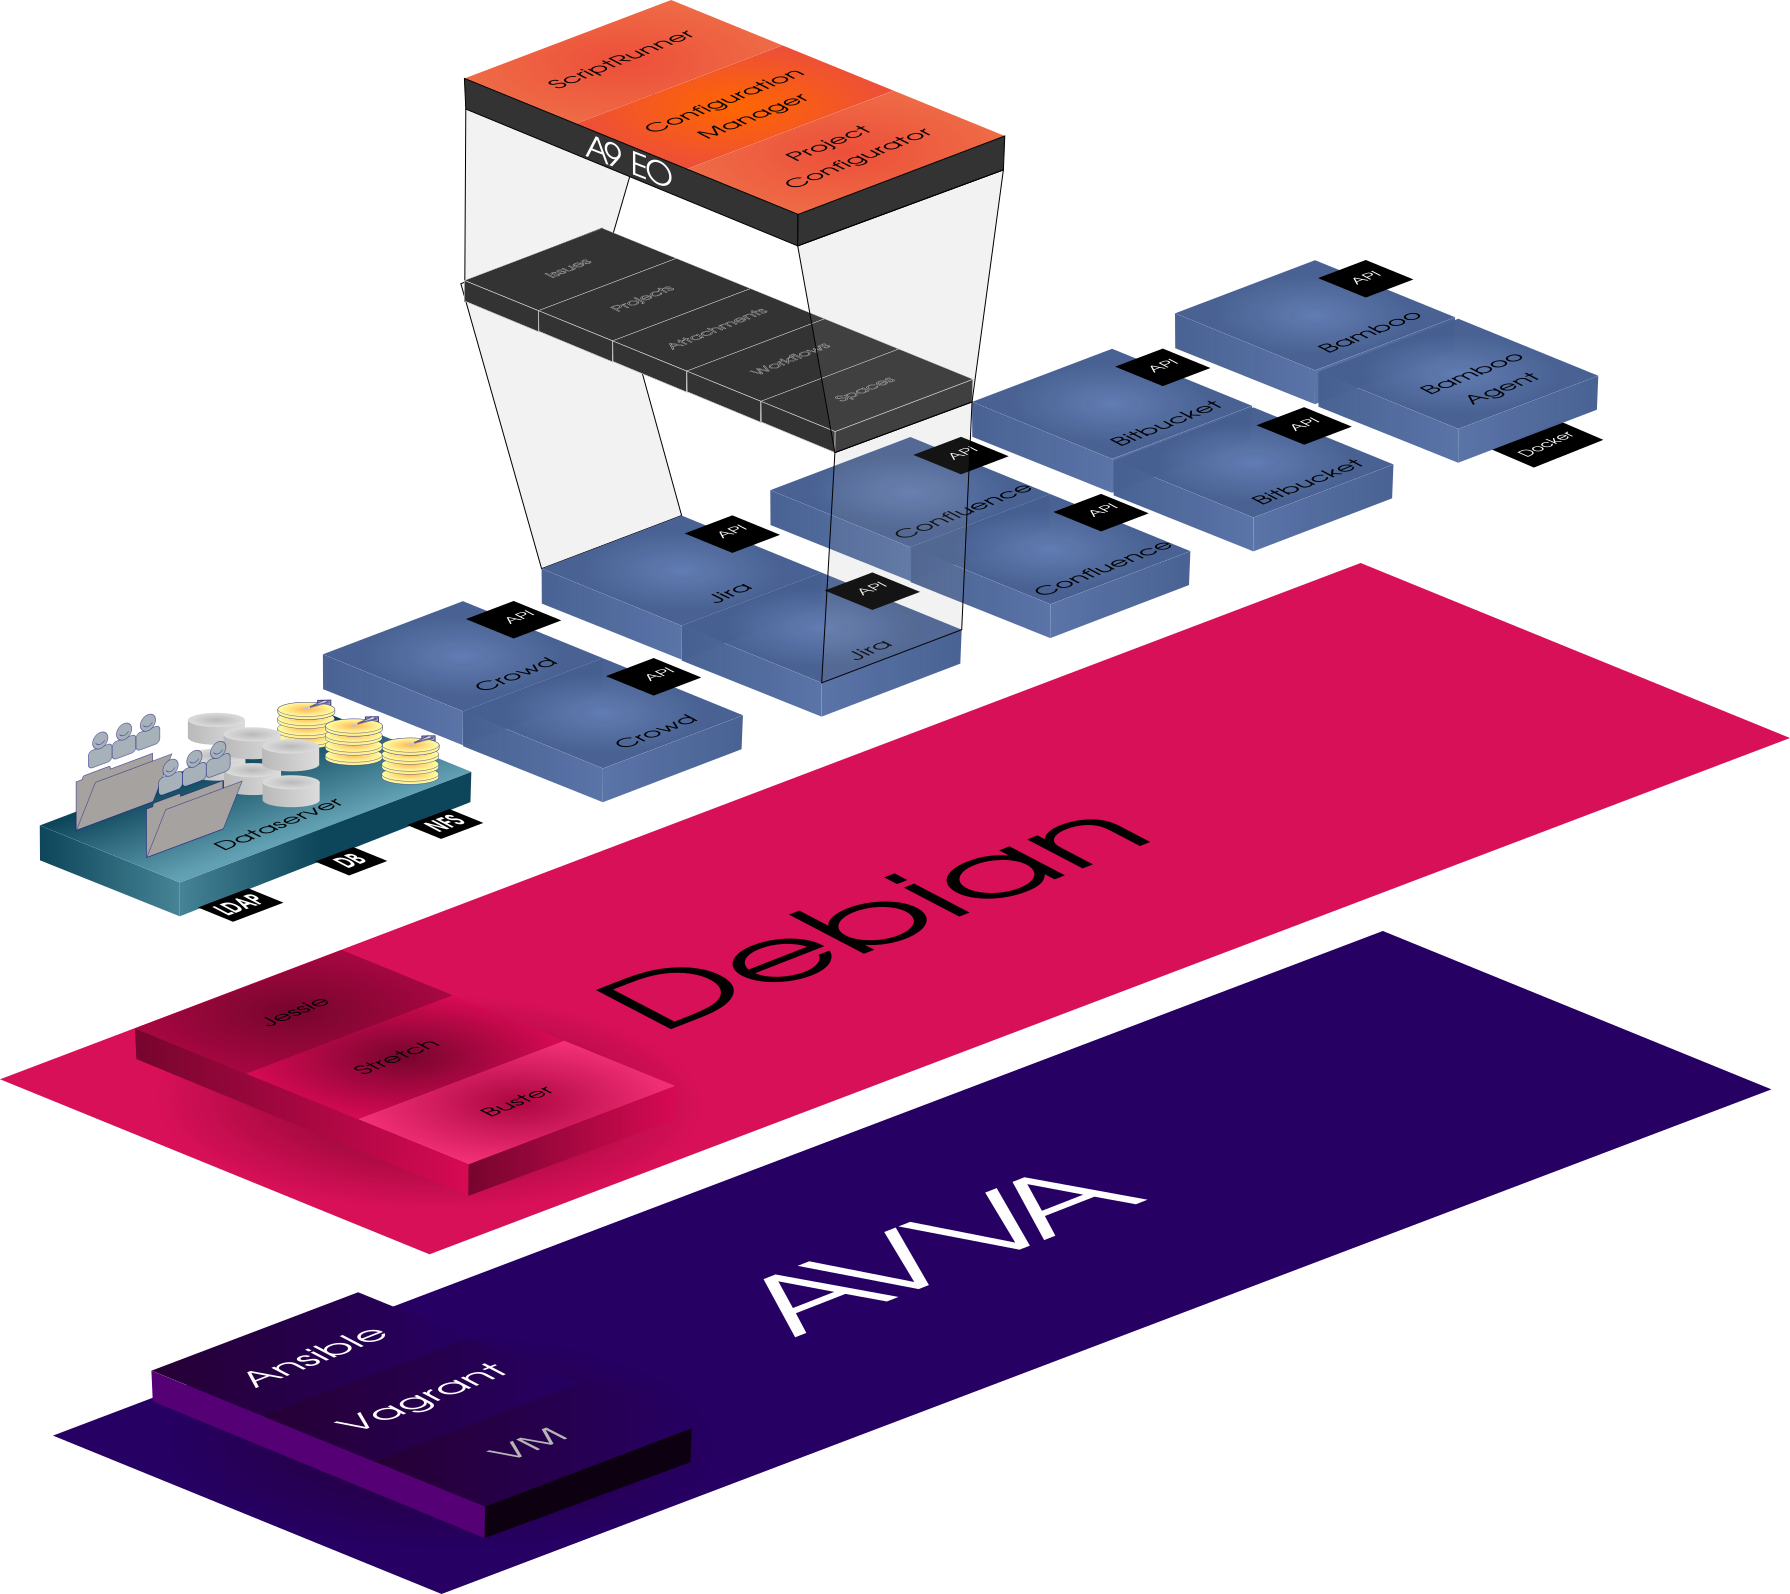 ScriptRunner
Configuration
Manager
Project
Configurator
A9 EO
Issues
Projects
Attachments
Workflows
Spaces
API
Bamboo
Bamboo
Agent
Docker
API
Bitbucket
API
Bitbucket
API
Confluence
API
Confluence
API
Jira
API
Jira
API
Crowd
API
Crowd
Dataserver
NFS
DB
LDAP
Debian
Jessie
Stretch
Buster
Ansible
Vagrant
VM